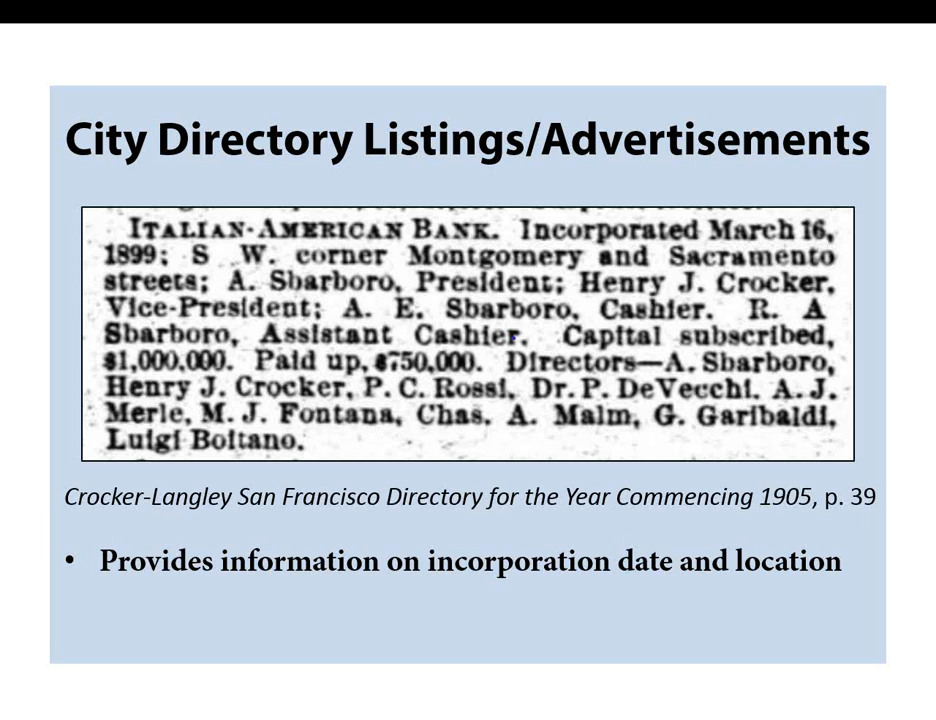 City Directory Listings/Advertisements
ITALIAN-AMERICAN BANK. Incorporated March 16,
1899; S W. corner Montgomery and Sacramento
streets; A. Sbarboro, President; Henry J. Crocker,
Vice-President; A. E. Sbarboro, Cashier. R. A
Sbarboro, Assistant Cashier. Capital subscribed,
$1,000,000. Paid up, $750,000. Directors—A. Sbarboro,
Henry J. Crocker, P. C. Rossi, Dr. P. DeVecchi. A. J.
Merle, M. J. Fontana, Chas. A. Malm, G. Garibaldi,
Luigi Boitano.
Crocker-Langley San Francisco Directory for the Year Commencing 1905, p. 39
• Provides information on incorporation date and location